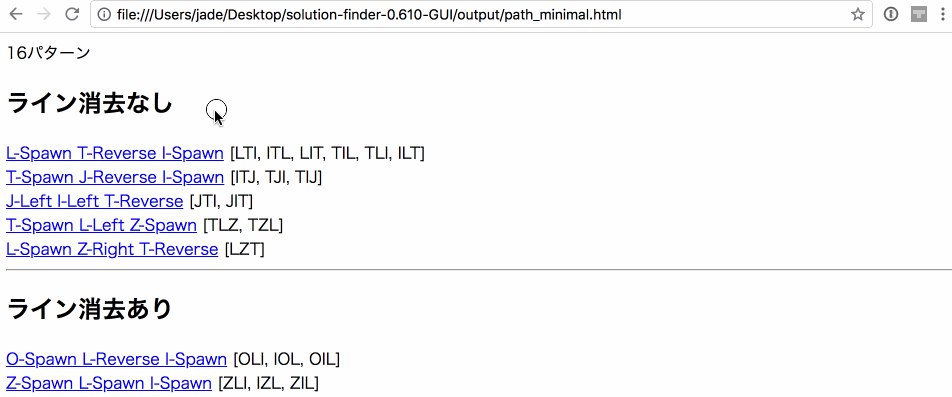 file:///Users/jade/Desktop/solution-finder-0.610-GUI/output/path_minimal.html
16パターン
ライン消去なし
L-Spawn T-Reverse I-Spawn [LTI, ITL, LIT, TIL, TLI, ILT]
T-Spawn J-Reverse I-Spawn [ITJ, TJI, TIJ]
J-Left I-Left T-Reverse [JTI, JIT]
T-Spawn L-Left Z-Spawn [TLZ, TZL]
L-Spawn Z-Right T-Reverse [LZT]
ライン消去あり
O-Spawn L-Reverse I-Spawn [OLI, IOL, OIL]
Z-Spawn L-Spawn I-Spawn [ZLI, IZL, ZIL]